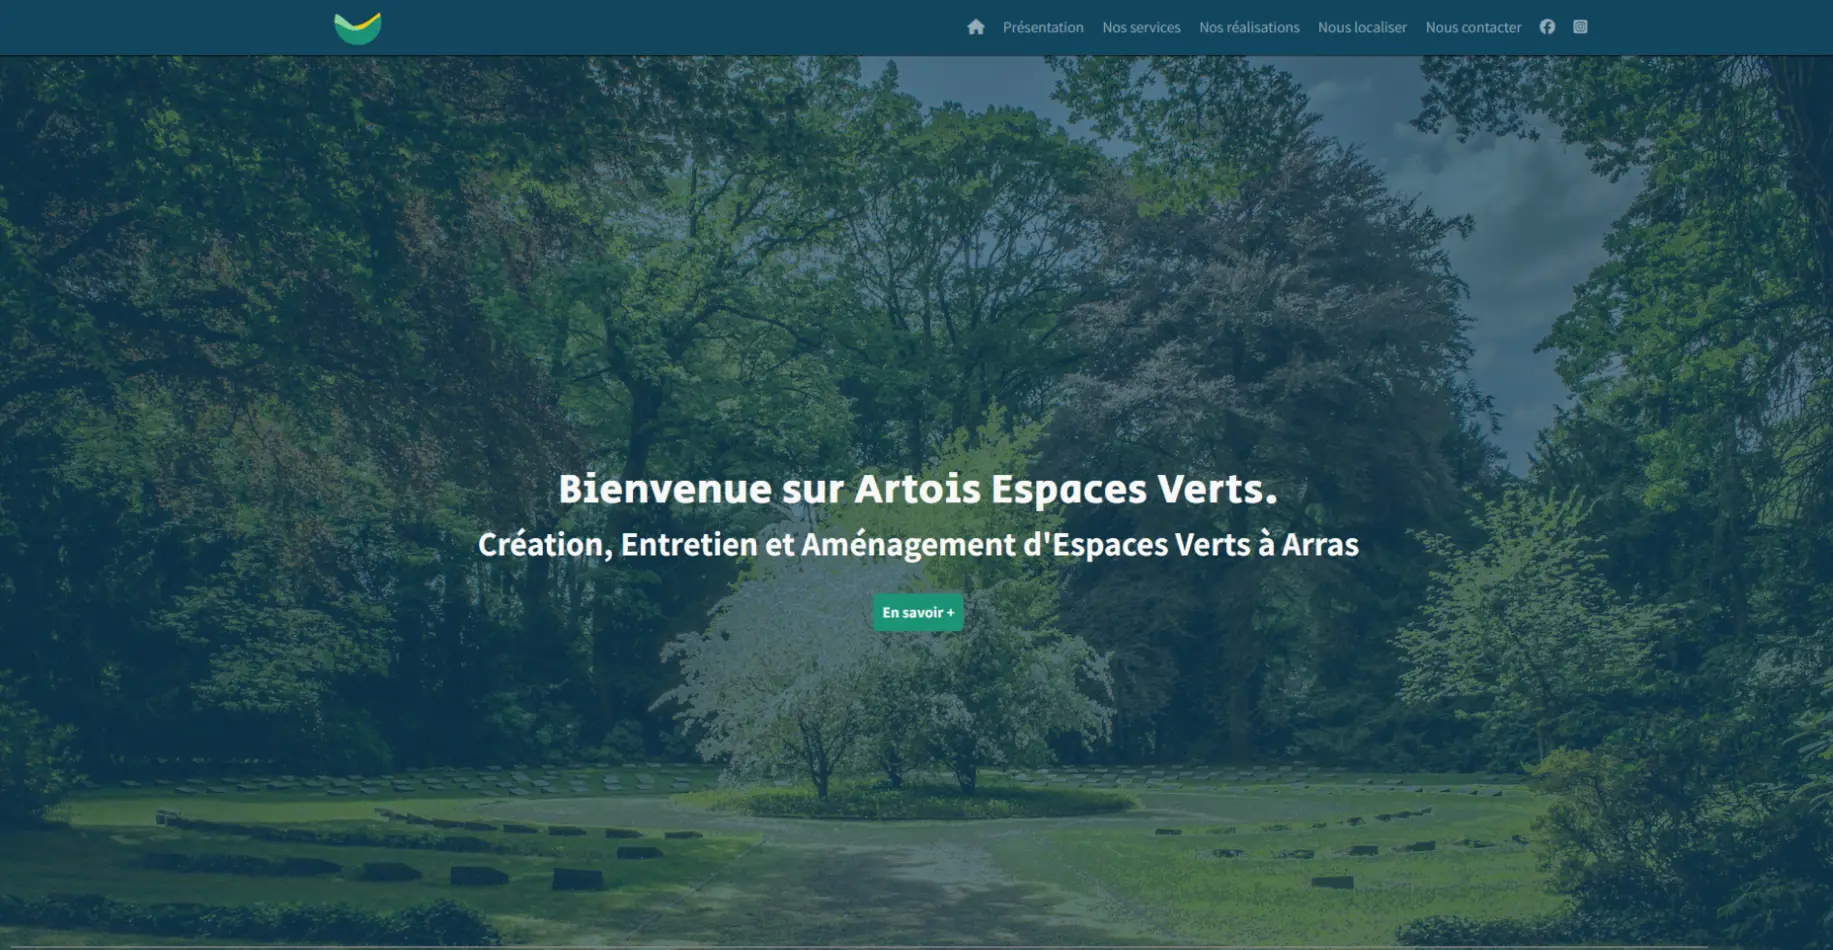 Présentation
Nos services
Nos réalisations
Nous localiser
Nous contacter
Bienvenue sur Artois Espaces Verts.
Création, Entretien et Aménagement d'Espaces Verts à Arras
En savoir +